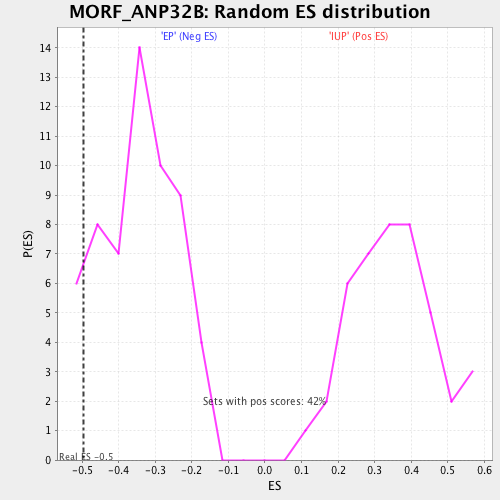 MORF_ANP32B: Random ES distribution
'EP' (Neg ES) 'IUP' (Pos ES)
14
13
12
11
10
9
8
7
6
5
4
3
2
1
0
P(ES)
Sets with pos scores: 42%
Real ES -0.5
-0.5 -0.4 -0.3 -0.2 -0.1 0.0 0.1 0.2 0.3 0.4 0.5 0.6
ES